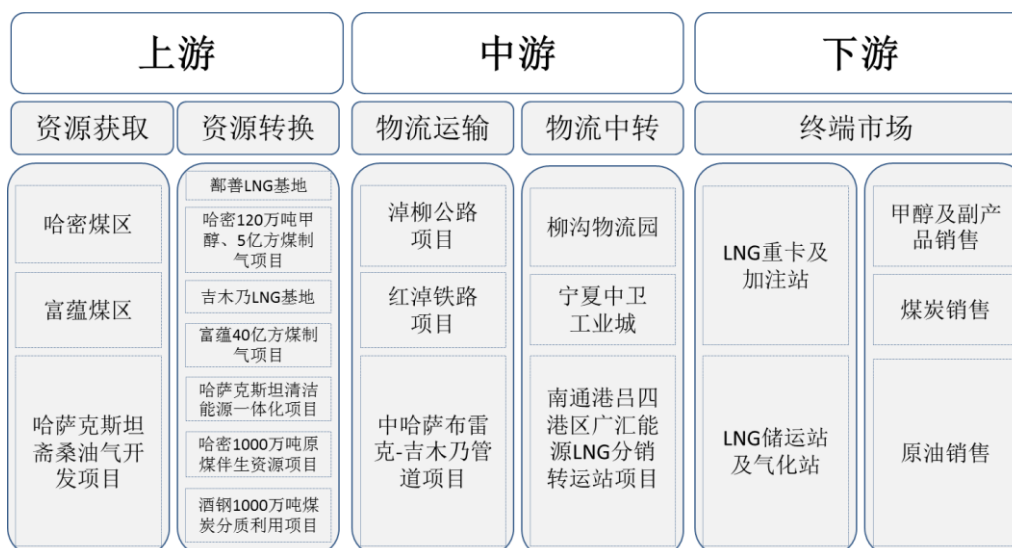 上游
中游
下游
资源获取
资源转换
物流运输
物流中转
终端市场
哈密煤区
富蕴煤区
哈萨克斯坦
斋桑油气开
发项目
鄯善LNG基地
哈密120万吨甲
醇、5亿方煤制
气项目
吉木乃LNG基地
富蕴40亿方煤制
气项目
哈萨克斯坦清洁
能源一体化项目
哈密1000万吨原
煤伴生资源项目
酒钢1000万吨煤
炭分质利用项目
淖柳公路
项目
红淖铁路
项目
中哈萨布雷
克-吉木乃管
道项目
柳沟物流园
宁夏中卫
工业城
南通港吕四
港区广汇能
源LNG分销
转运站项目
LNG重卡及
加注站
LNG储运站
及气化站
甲醇及副产
品销售
煤炭销售
原油销售